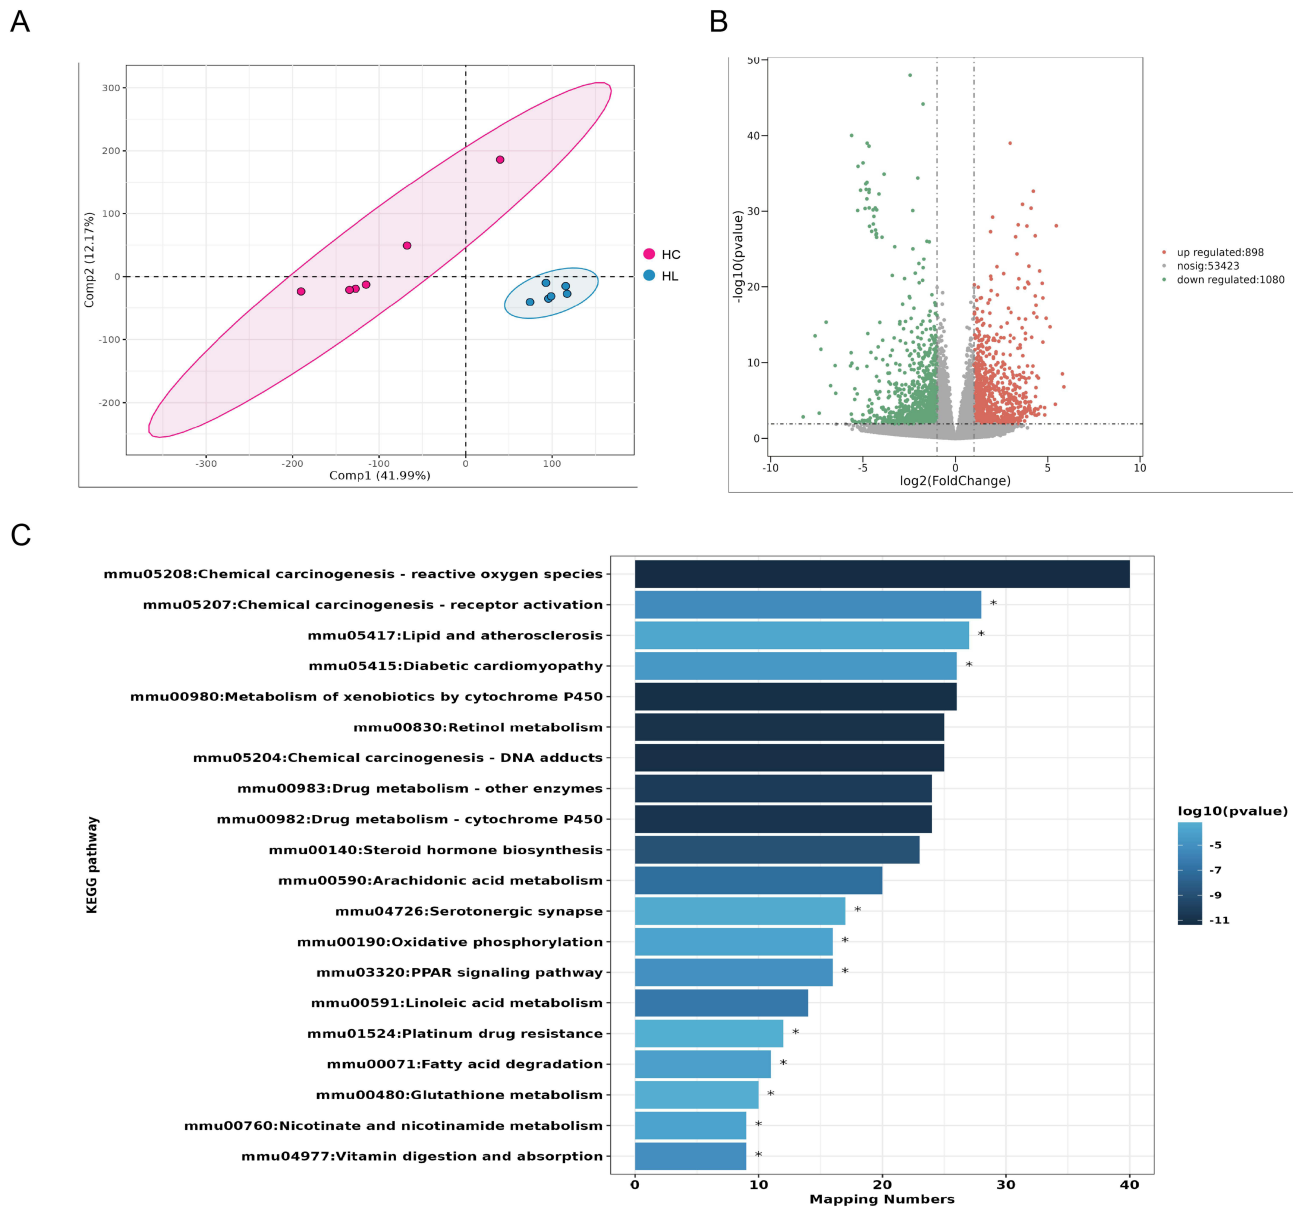 A
B
300
200
100
0
-100
-200
-300
-200
-100
0
100
Comp2 (12.17%)
Comp1 (41.99%)
HC
HL
50
40
30
20
10
0
-10
-5
0
5
10
-log10(pvalue)
log2(FoldChange)
up regulated:898
nosig:53423
down regulated:1080
C
mmu05208:Chemical carcinogenesis - reactive oxygen species
mmu05207:Chemical carcinogenesis - receptor activation *
mmu05417:Lipid and atherosclerosis *
mmu05415:Diabetic cardiomyopathy *
mmu00980:Metabolism of xenobiotics by cytochrome P450
mmu00830:Retinol metabolism
mmu05204:Chemical carcinogenesis - DNA adducts
mmu00983:Drug metabolism - other enzymes
mmu00982:Drug metabolism - cytochrome P450
mmu00140:Steroid hormone biosynthesis
mmu00590:Arachidonic acid metabolism
mmu04726:Serotonergic synapse *
mmu00190:Oxidative phosphorylation *
mmu03320:PPAR signaling pathway *
mmu00591:Linoleic acid metabolism
mmu01524:Platinum drug resistance *
mmu00071:Fatty acid degradation *
mmu00480:Glutathione metabolism *
mmu00760:Nicotinate and nicotinamide metabolism *
mmu04977:Vitamin digestion and absorption *
KEGG pathway
0
10
20
30
40
Mapping Numbers
log10(pvalue)
-5
-7
-9
-11